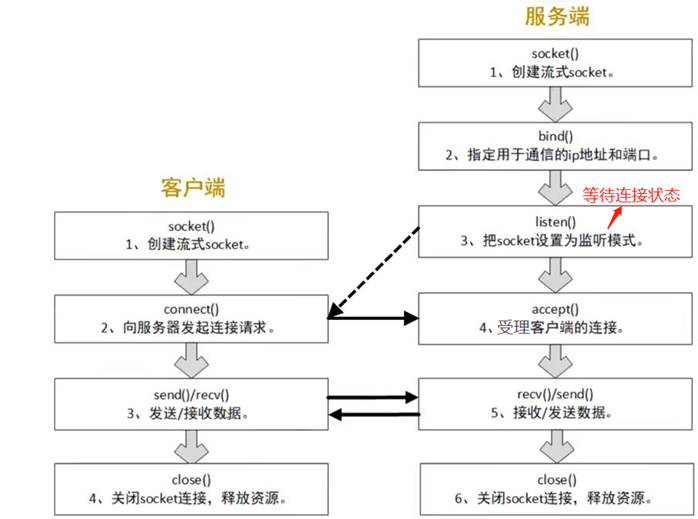 服务端
socket()
1、创建流式socket。
bind()
2、指定用于通信的ip地址和端口。
等待连接状态
listen()
3、把socket设置为监听模式。
accept()
4、受理客户端的连接。
recv()/send()
5、接收/发送数据。
close()
6、关闭socket连接，释放资源。
客户端
socket()
1、创建流式socket。
connect()
2、向服务器发起连接请求。
send()/recv()
3、发送/接收数据。
close()
4、关闭socket连接，释放资源。